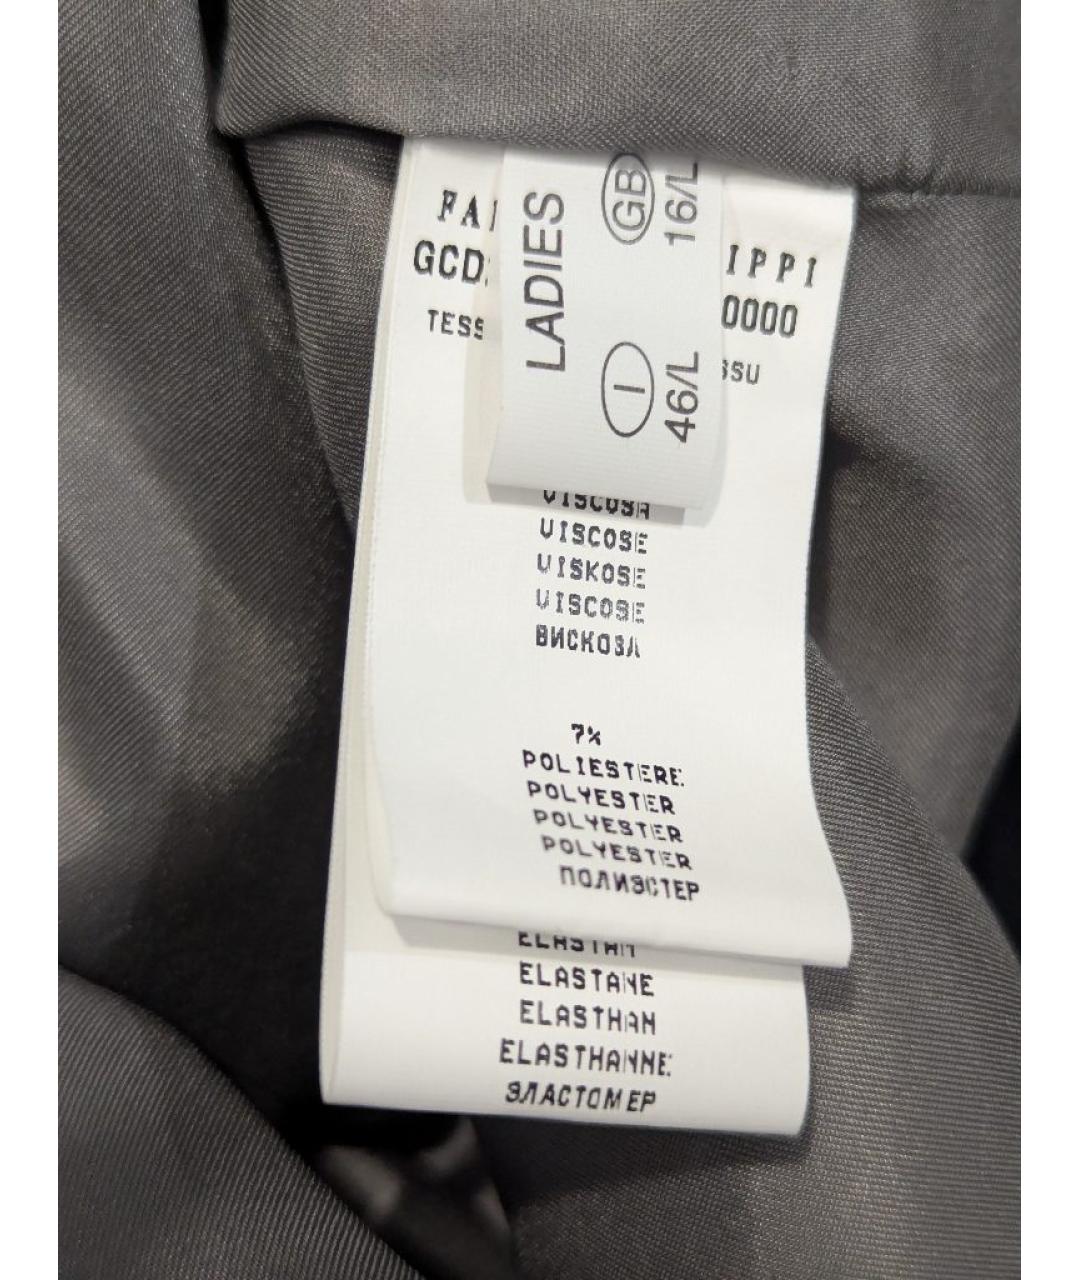 LADIES
GB
16/L
I
46/L
FA IPPI
GCD 0000
TESS SSU
VISCOSA
VISCOSE
VISKOSE
VISCOSE
ВИСКОЗА
7%
POLIESTERE
POLYESTER
POLYESTER
POLYESTER
ПОЛИЭСТЕР
ELASTAN
ELASTANE
ELASTHAN
ELASTHANNE
ЭЛАСТОМЕР